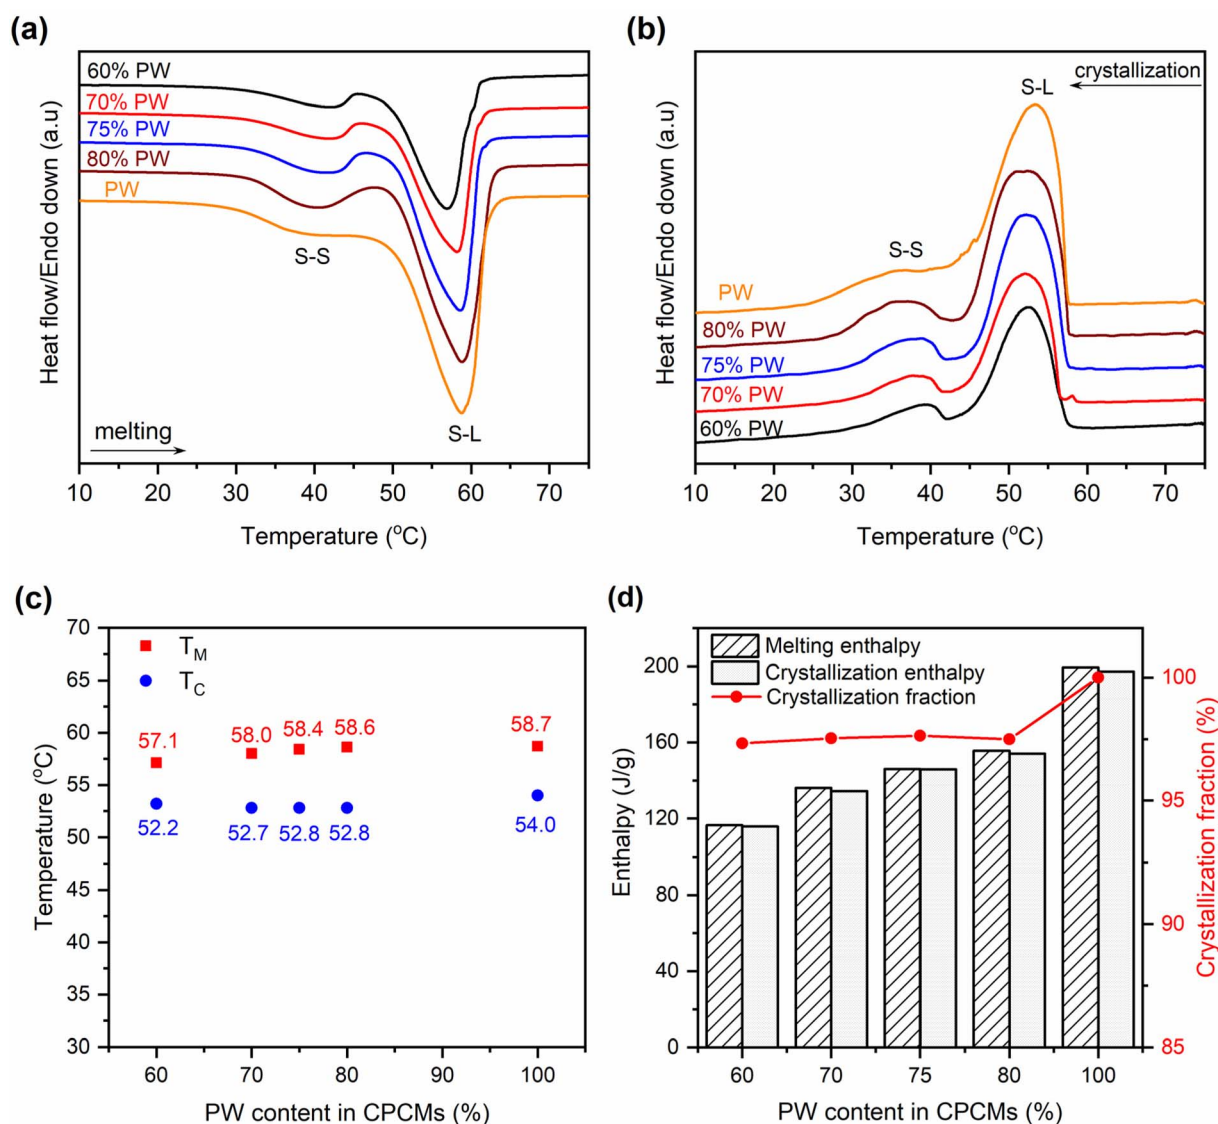 (a)
60% PW
70% PW
75% PW
80% PW
PW
S-S
S-L
melting
Heat flow/Endo down (a.u)
10 20 30 40 50 60 70
Temperature (°C)
(b)
crystallization
S-L
S-S
PW
80% PW
75% PW
70% PW
60% PW
Heat flow/Endo down (a.u)
10 20 30 40 50 60 70
Temperature (°C)
(c)
70
65
60
55
50
45
40
35
30
T_M
T_C
57.1 58.0 58.4 58.6 58.7
52.2 52.7 52.8 52.8 54.0
Temperature (°C)
60 70 80 90 100
PW content in CPCMs (%)
(d)
Melting enthalpy
Crystallization enthalpy
Crystallization fraction
200
160
120
80
40
0
Enthalpy (J/g)
100
95
90
85
Crystallization fraction (%)
60 70 75 80 100
PW content in CPCMs (%)